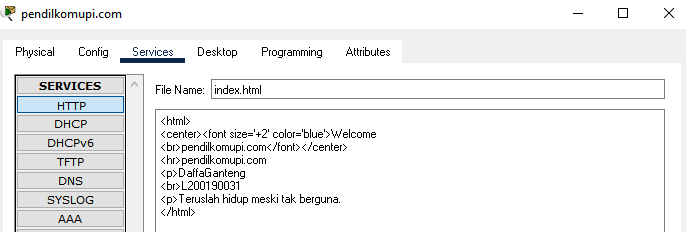 pendilkomupi.com
Physical Config Services Desktop Programming Attributes
SERVICES
HTTP
DHCP
DHCPv6
TFTP
DNS
SYSLOG
AAA
File Name: index.html
<html>
<center><font size='+2' color='blue'>Welcome
<br>pendilkomupi.com</font></center>
<hr>pendilkomupi.com
<p>DaffaGanteng
<br>L200190031
<p>Teruslah hidup meski tak berguna.
</html>